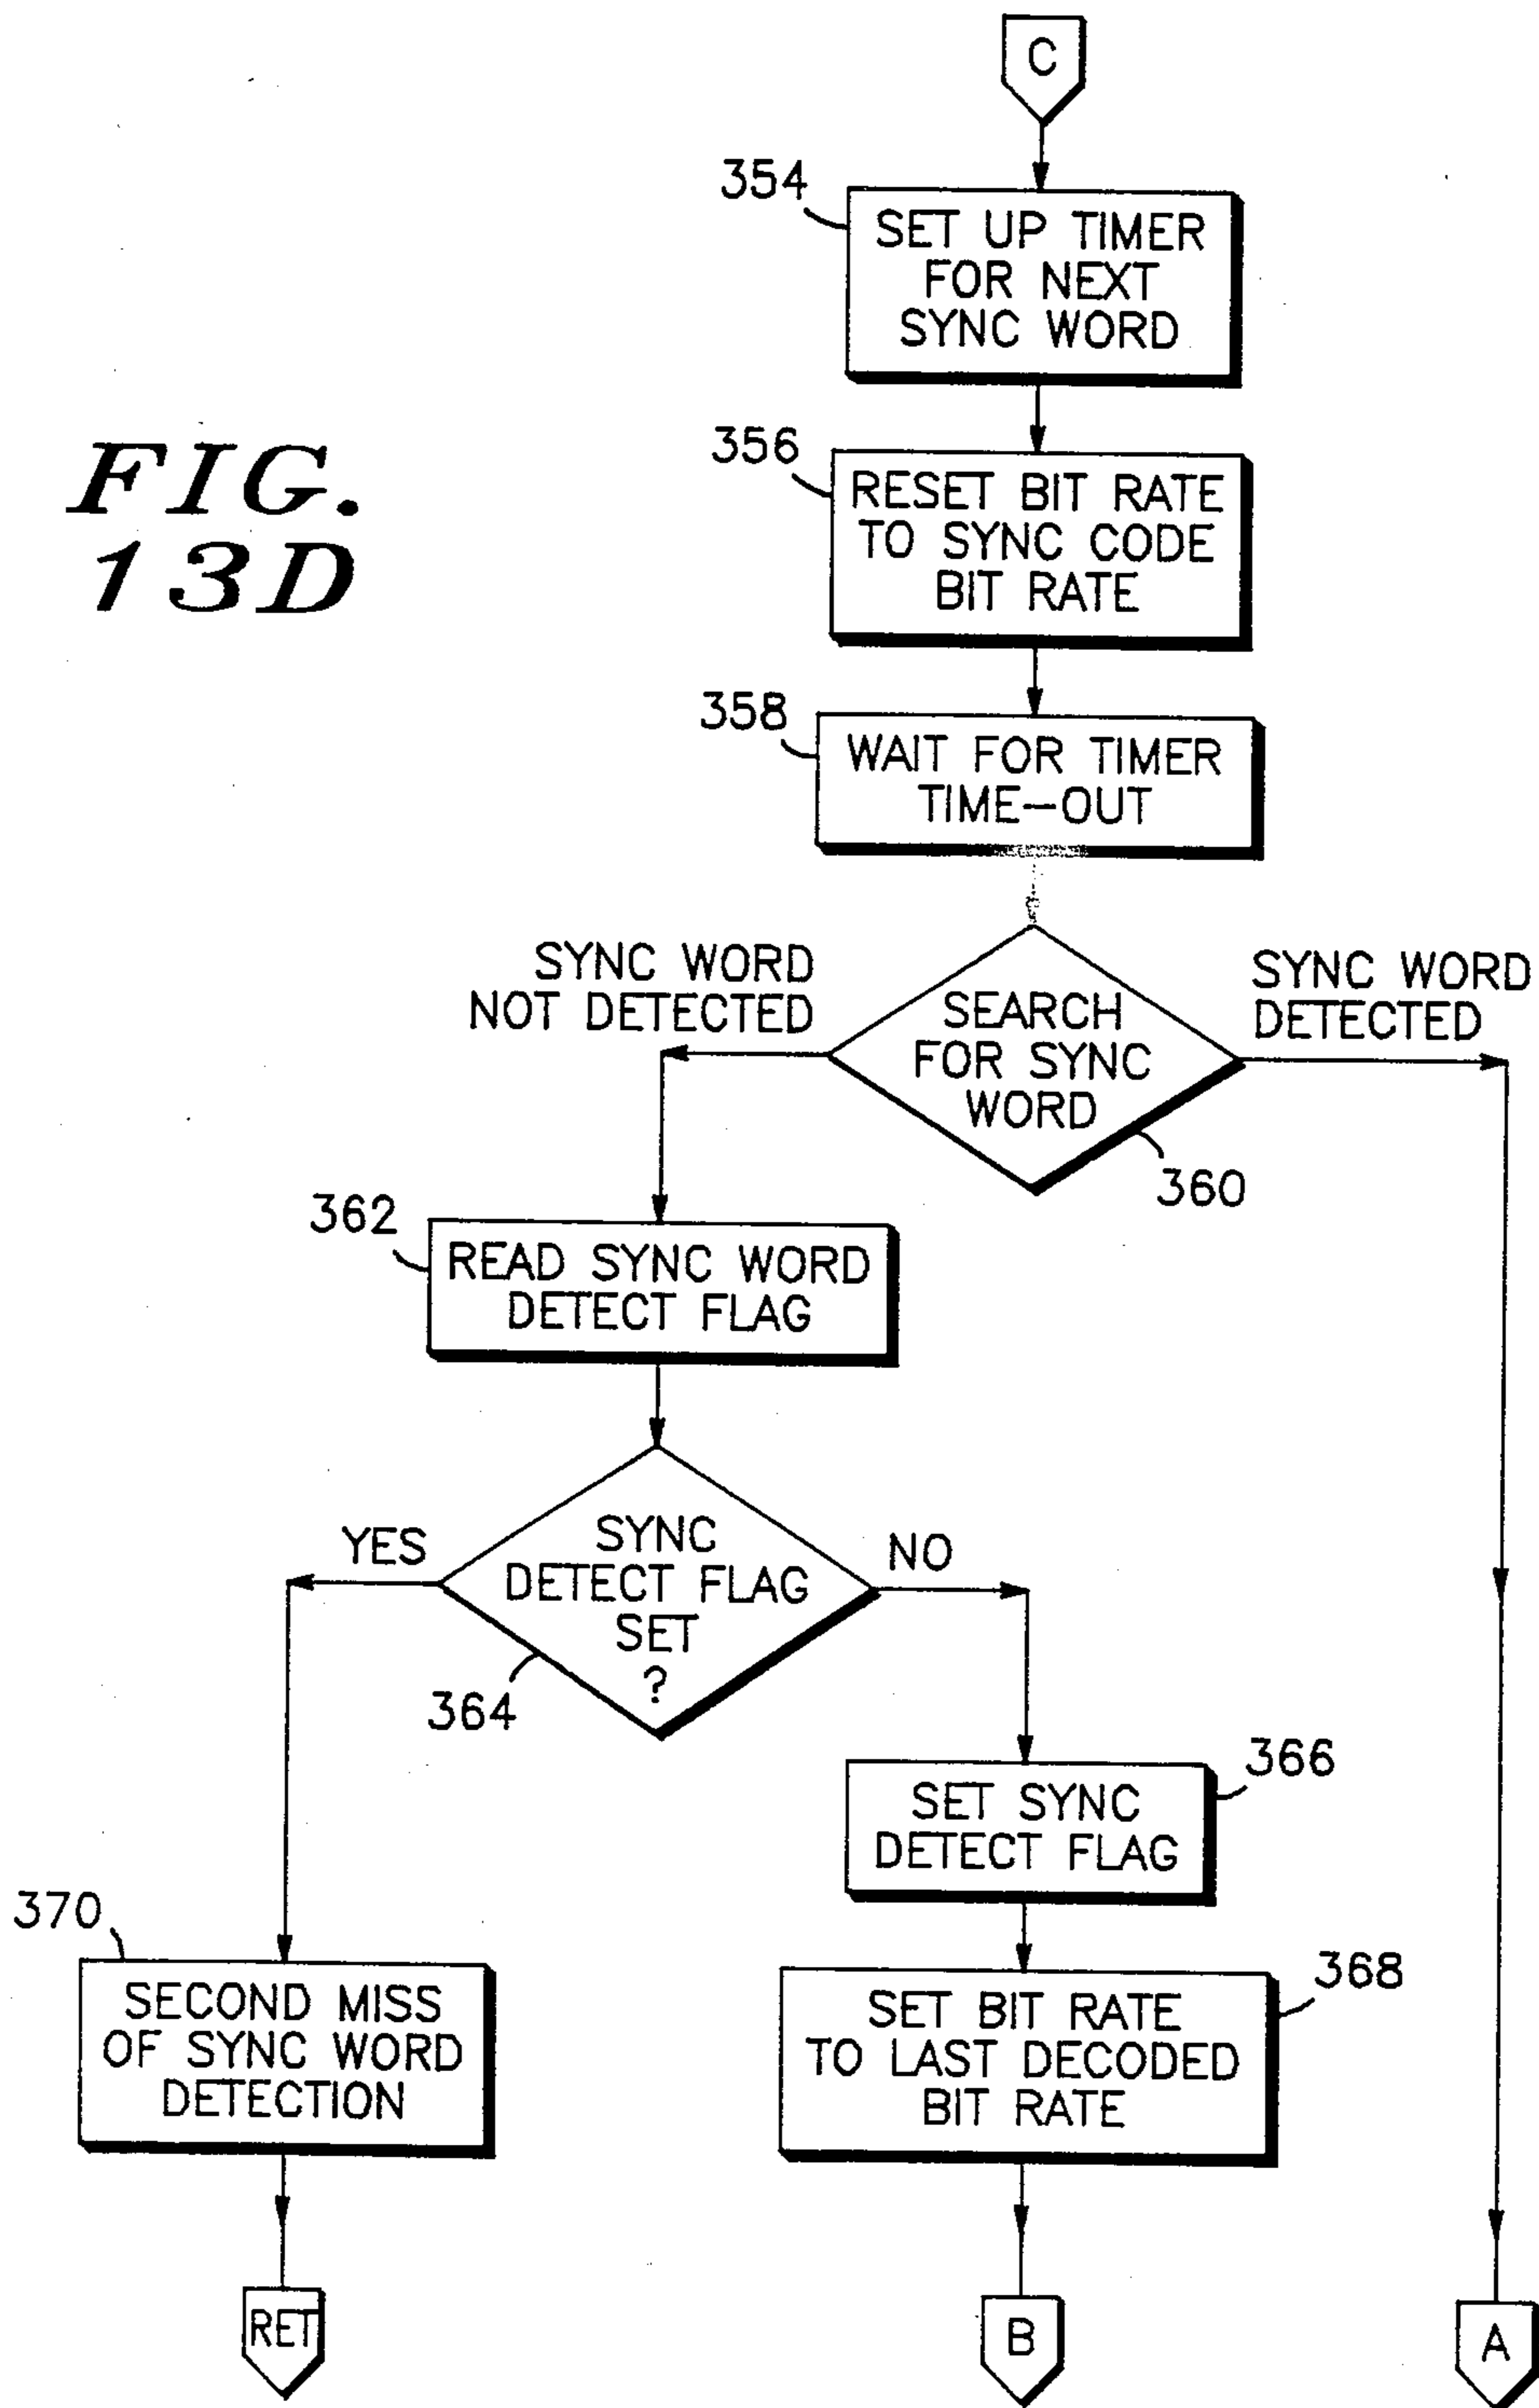 C
354
SET UP TIMER
FOR NEXT
SYNC WORD
FIG.
13D
356
RESET BIT RATE
TO SYNC CODE
BIT RATE
358
WAIT FOR TIMER
TIME-OUT
SYNC WORD
NOT DETECTED
SEARCH
FOR SYNC
WORD
SYNC WORD
DETECTED
360
362
READ SYNC WORD
DETECT FLAG
YES
SYNC
DETECT FLAG
SET
?
NO
364
366
SET SYNC
DETECT FLAG
370
SECOND MISS
OF SYNC WORD
DETECTION
368
SET BIT RATE
TO LAST DECODED
BIT RATE
RET
B
A